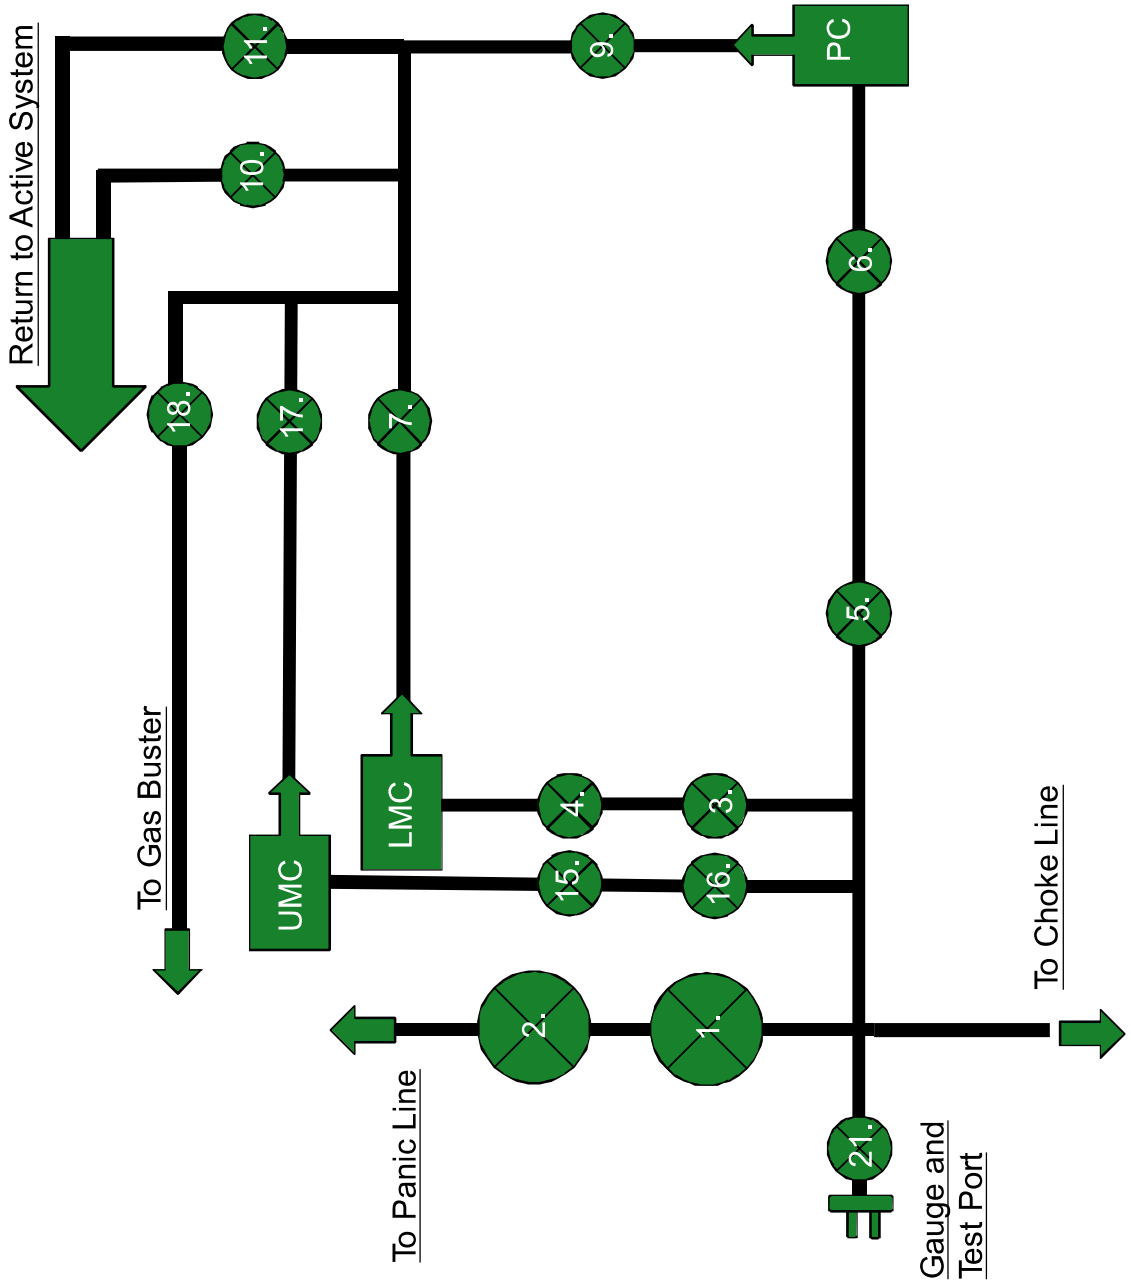 Return to Active System
To Gas Buster
18.
10.
11.
UMC
17.
To Panic Line
LMC
7.
2.
15.
4.
9.
1.
16.
3.
PC
21.
5.
6.
Gauge and
Test Port
To Choke Line